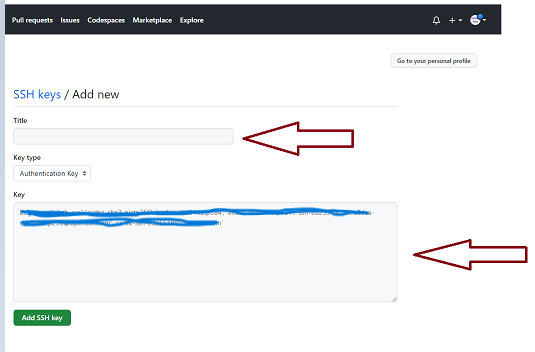 Pull requests Issues Codespaces Marketplace Explore
Go to your personal profile
SSH keys / Add new
Title
Key type
Authentication Key
Key
Add SSH key